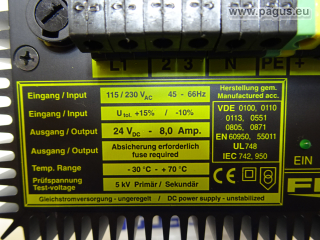 www.pagus.eu
L1 2 3 N PE +
Eingang / Input 115 / 230 VAC 45 - 66Hz
Eingang / Input Utol. +15% / -10%
Ausgang / Output 24 VDC - 8,0 Amp.
Ausgang / Output Absicherung erforderlich
fuse required
Temp. Range - 30°C - + 70°C
Prüfspannung
Test-voltage 5 kV Primär / Sekundär
Herstellung gem.
Manufactured acc.
VDE 0100, 0110
0113, 0551
0805, 0871
EN 60950, 55011
UL 748
IEC 742, 950
Gleichstromversorgung - ungeregelt / DC power supply - unstabilized
EIN